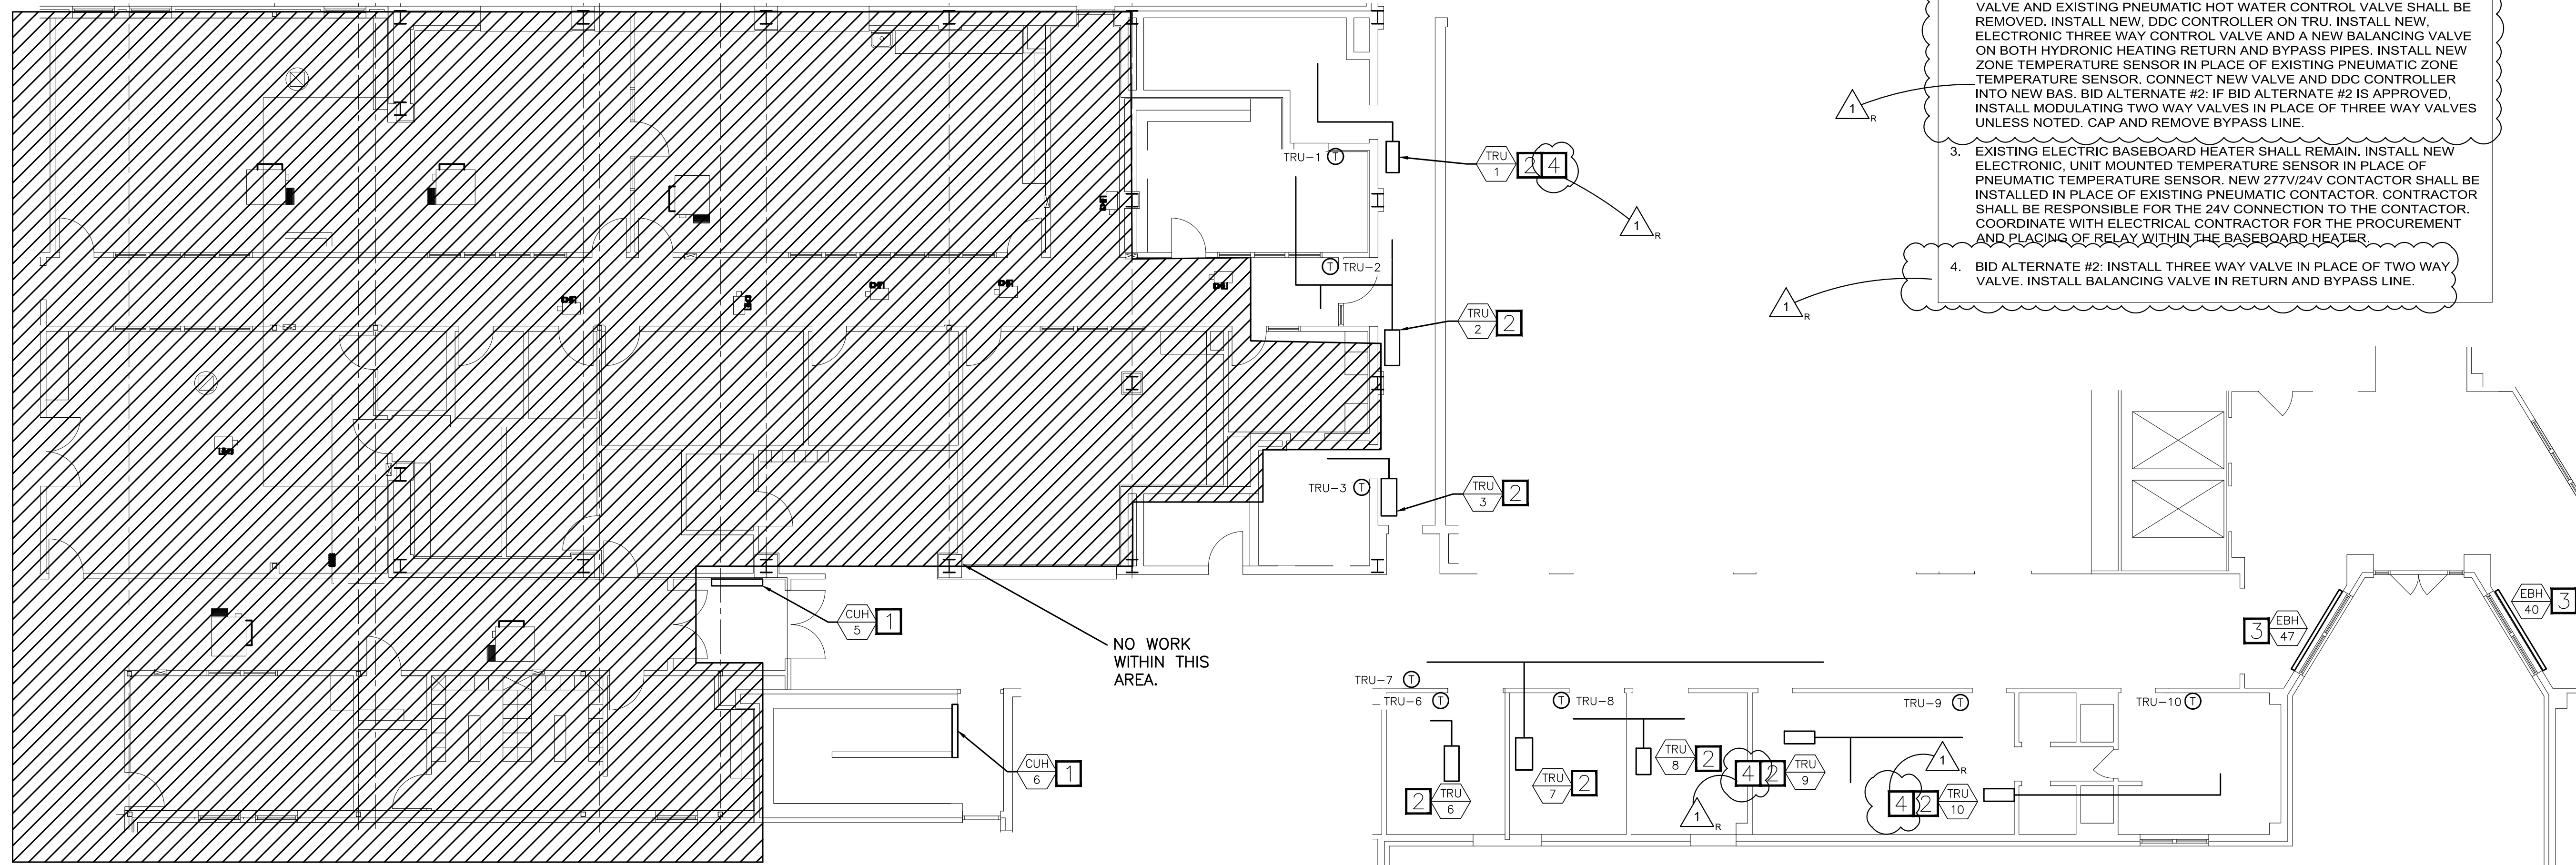 VALVE AND EXISTING PNEUMATIC HOT WATER CONTROL VALVE SHALL BE
REMOVED. INSTALL NEW, DDC CONTROLLER ON TRU. INSTALL NEW,
ELECTRONIC THREE WAY CONTROL VALVE AND A NEW BALANCING VALVE
ON BOTH HYDRONIC HEATING RETURN AND BYPASS PIPES. INSTALL NEW
ZONE TEMPERATURE SENSOR IN PLACE OF EXISTING PNEUMATIC ZONE
TEMPERATURE SENSOR. CONNECT NEW VALVE AND DDC CONTROLLER
INTO NEW BAS. BID ALTERNATE #2: IF BID ALTERNATE #2 IS APPROVED,
INSTALL MODULATING TWO WAY VALVES IN PLACE OF THREE WAY VALVES
UNLESS NOTED. CAP AND REMOVE BYPASS LINE.
1 R
3. EXISTING ELECTRIC BASEBOARD HEATER SHALL REMAIN. INSTALL NEW
ELECTRONIC, UNIT MOUNTED TEMPERATURE SENSOR IN PLACE OF
PNEUMATIC TEMPERATURE SENSOR. NEW 277V/24V CONTACTOR SHALL BE
INSTALLED IN PLACE OF EXISTING PNEUMATIC CONTACTOR. CONTRACTOR
SHALL BE RESPONSIBLE FOR THE 24V CONNECTION TO THE CONTACTOR.
COORDINATE WITH ELECTRICAL CONTRACTOR FOR THE PROCUREMENT
AND PLACING OF RELAY WITHIN THE BASEBOARD HEATER.
4. BID ALTERNATE #2: INSTALL THREE WAY VALVE IN PLACE OF TWO WAY
VALVE. INSTALL BALANCING VALVE IN RETURN AND BYPASS LINE.
1 R
TRU-1 T
TRU
1
2 4
1 R
T TRU-2
TRU
2
2
TRU-3 T
TRU
3
2
CUH
5
1
NO WORK
WITHIN THIS
AREA.
CUH
6
1
EBH
40
3
3
EBH
47
TRU-7 T
TRU-6 T
T TRU-8
TRU-9 T
TRU-10 T
2
TRU
6
TRU
7
2
TRU
8
2
1 R
4 2
TRU
9
1 R
4 2
TRU
10